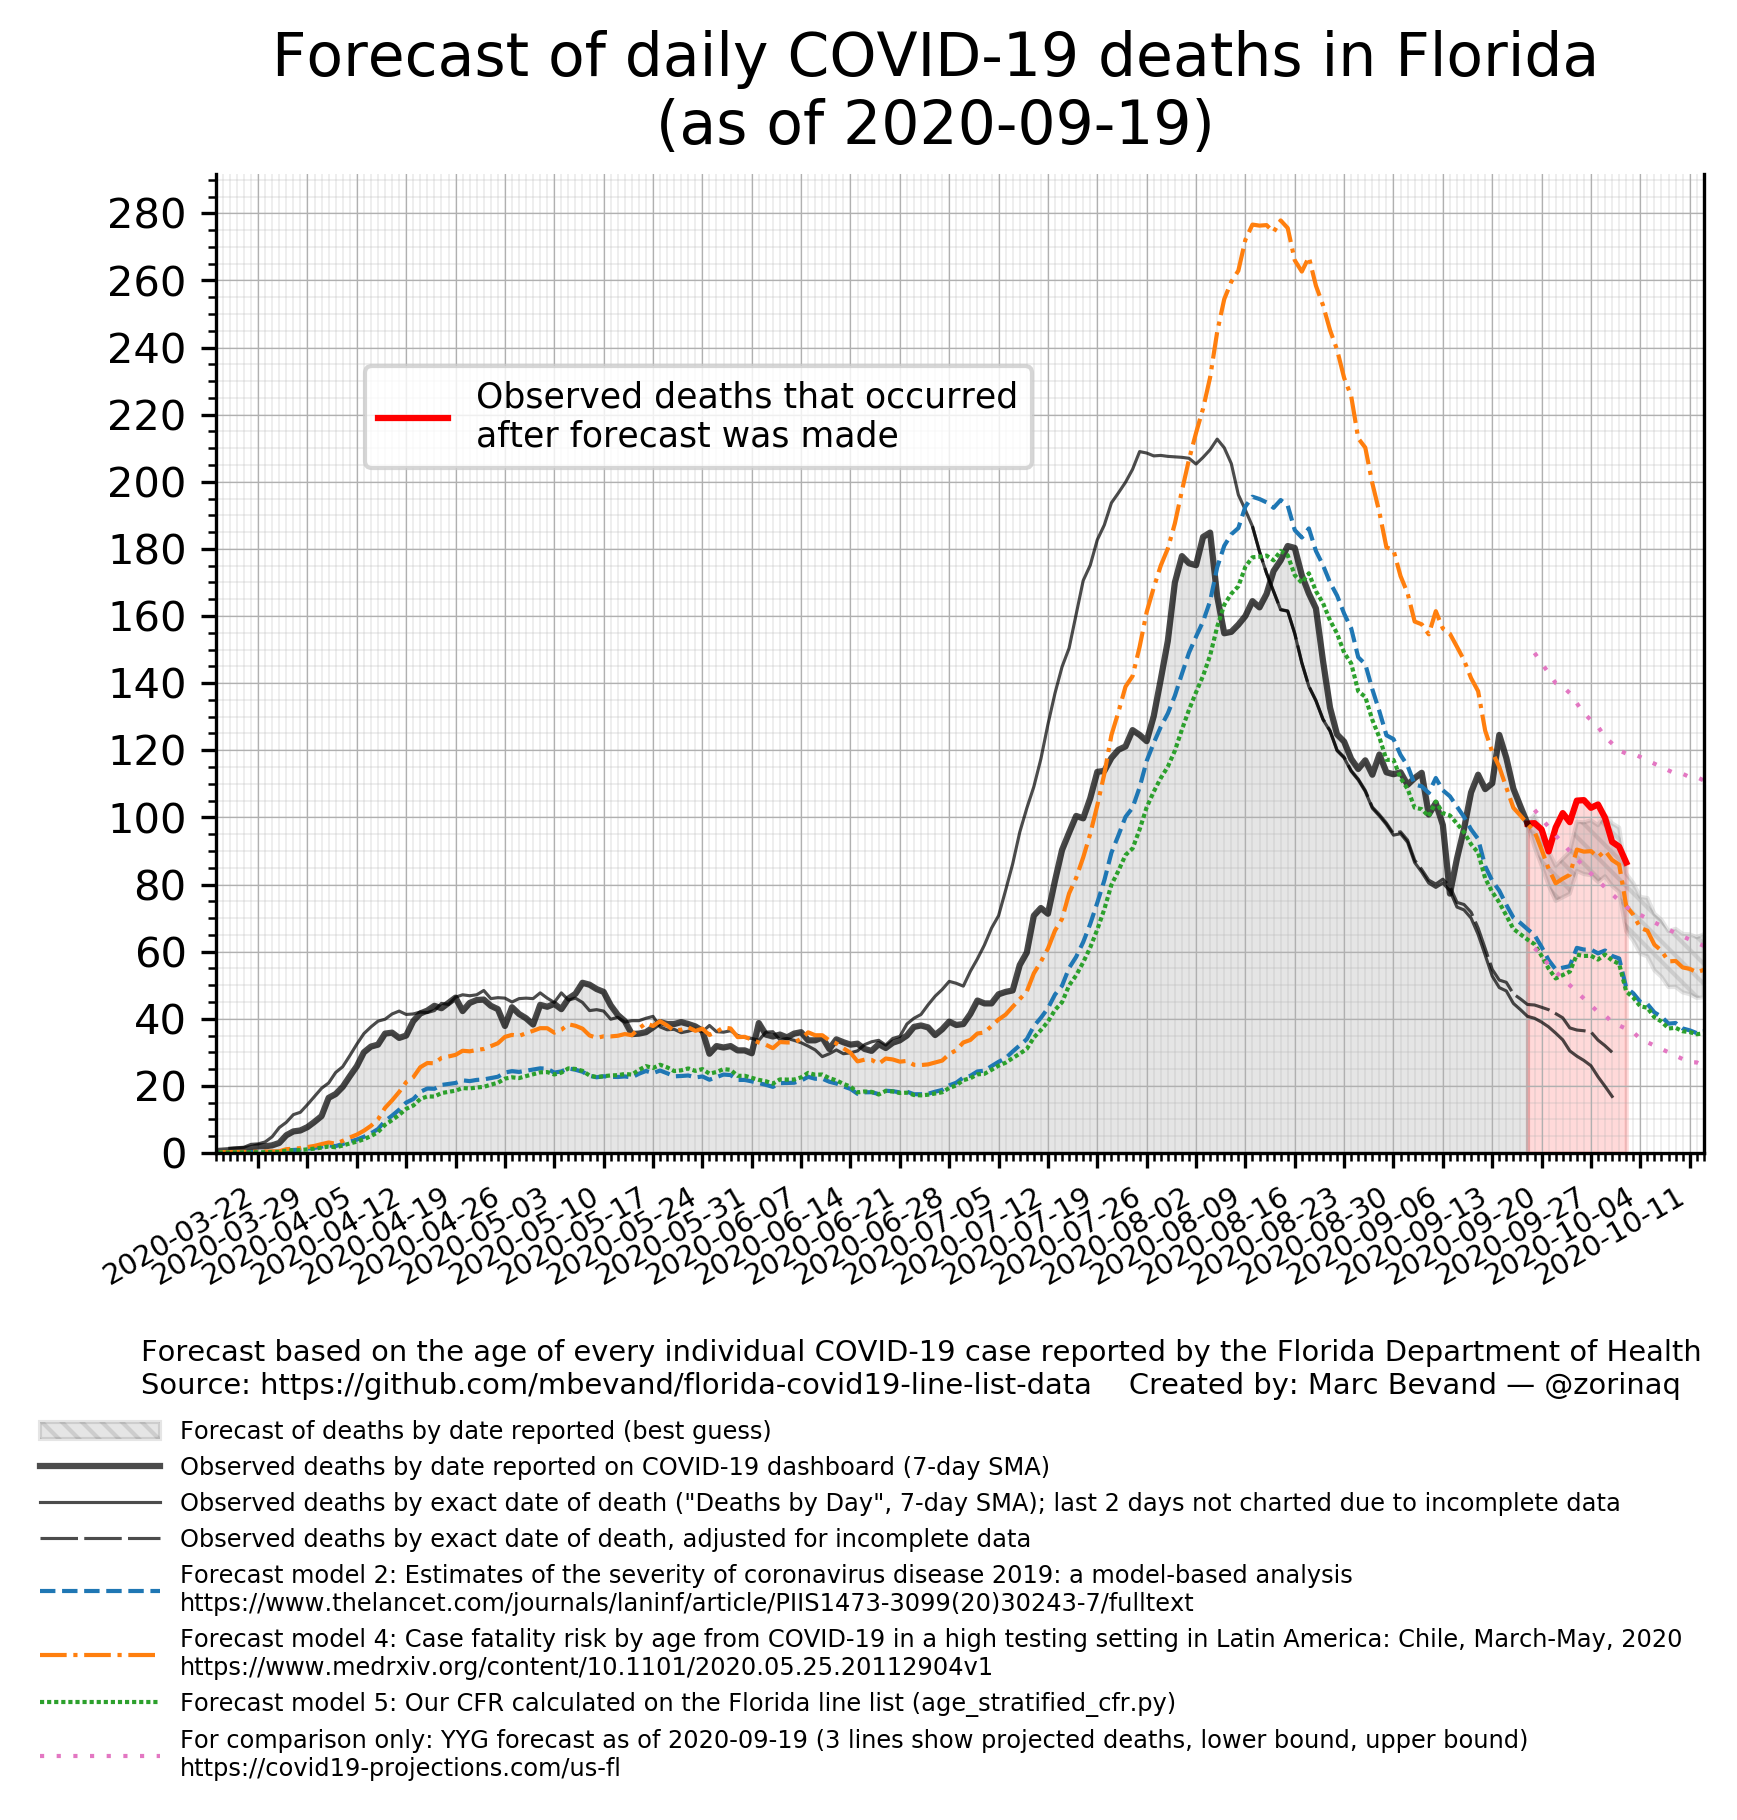 Forecast of daily COVID-19 deaths in Florida
(as of 2020-09-19)
280
260
240
220
200
180
160
140
120
100
80
60
40
20
0
Observed deaths that occurred
after forecast was made
2020-03-22
2020-03-29
2020-04-05
2020-04-12
2020-04-19
2020-04-26
2020-05-03
2020-05-10
2020-05-17
2020-05-24
2020-05-31
2020-06-07
2020-06-14
2020-06-21
2020-06-28
2020-07-05
2020-07-12
2020-07-19
2020-07-26
2020-08-02
2020-08-09
2020-08-16
2020-08-23
2020-08-30
2020-09-06
2020-09-13
2020-09-20
2020-09-27
2020-10-04
2020-10-11
Forecast based on the age of every individual COVID-19 case reported by the Florida Department of Health
Source: https://github.com/mbevand/florida-covid19-line-list-data    Created by: Marc Bevand — @zorinaq
Forecast of deaths by date reported (best guess)
Observed deaths by date reported on COVID-19 dashboard (7-day SMA)
Observed deaths by exact date of death ("Deaths by Day", 7-day SMA); last 2 days not charted due to incomplete data
Observed deaths by exact date of death, adjusted for incomplete data
Forecast model 2: Estimates of the severity of coronavirus disease 2019: a model-based analysis
https://www.thelancet.com/journals/laninf/article/PIIS1473-3099(20)30243-7/fulltext
Forecast model 4: Case fatality risk by age from COVID-19 in a high testing setting in Latin America: Chile, March-May, 2020
https://www.medrxiv.org/content/10.1101/2020.05.25.20112904v1
Forecast model 5: Our CFR calculated on the Florida line list (age_stratified_cfr.py)
For comparison only: YYG forecast as of 2020-09-19 (3 lines show projected deaths, lower bound, upper bound)
https://covid19-projections.com/us-fl